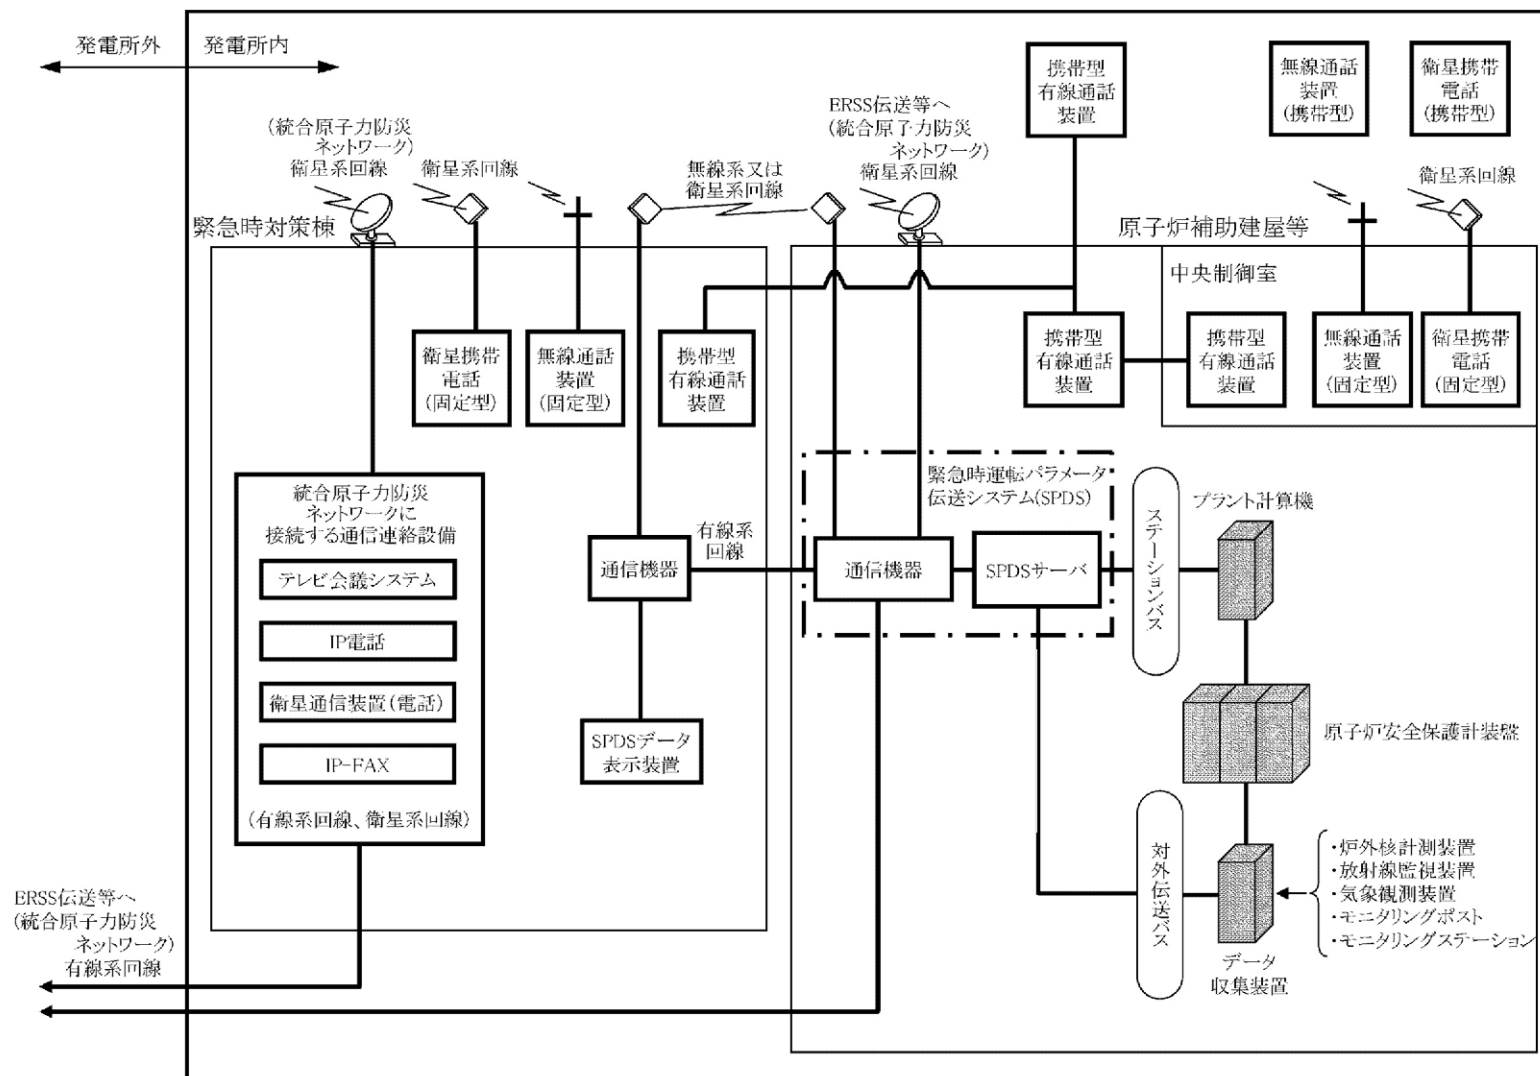 発電所外
発電所内
(統合原子力防災
ネットワーク)
衛星系回線
衛星系回線
無線系又は
衛星系回線
ERSS伝送等へ
(統合原子力防災
ネットワーク)
衛星系回線
携帯型
有線通話
装置
無線通話
装置
(携帯型)
衛星携帯
電話
(携帯型)
衛星系回線
緊急時対策棟
原子炉補助建屋等
中央制御室
衛星携帯
電話
(固定型)
無線通話
装置
(固定型)
携帯型
有線通話
装置
携帯型
有線通話
装置
携帯型
有線通話
装置
無線通話
装置
(固定型)
衛星携帯
電話
(固定型)
統合原子力防災
ネットワークに
接続する通信連絡設備
テレビ会議システム
IP電話
衛星通信装置(電話)
IP-FAX
(有線系回線、衛星系回線)
通信機器
有線系
回線
SPDSデータ
表示装置
緊急時運転パラメータ
伝送システム(SPDS)
通信機器
SPDSサーバ
ステーションバス
プラント計算機
原子炉安全保護計装盤
対外伝送バス
データ
収集装置
・炉外核計測装置
・放射線監視装置
・気象観測装置
・モニタリングポスト
・モニタリングステーション
ERSS伝送等へ
(統合原子力防災
ネットワーク)
有線系回線